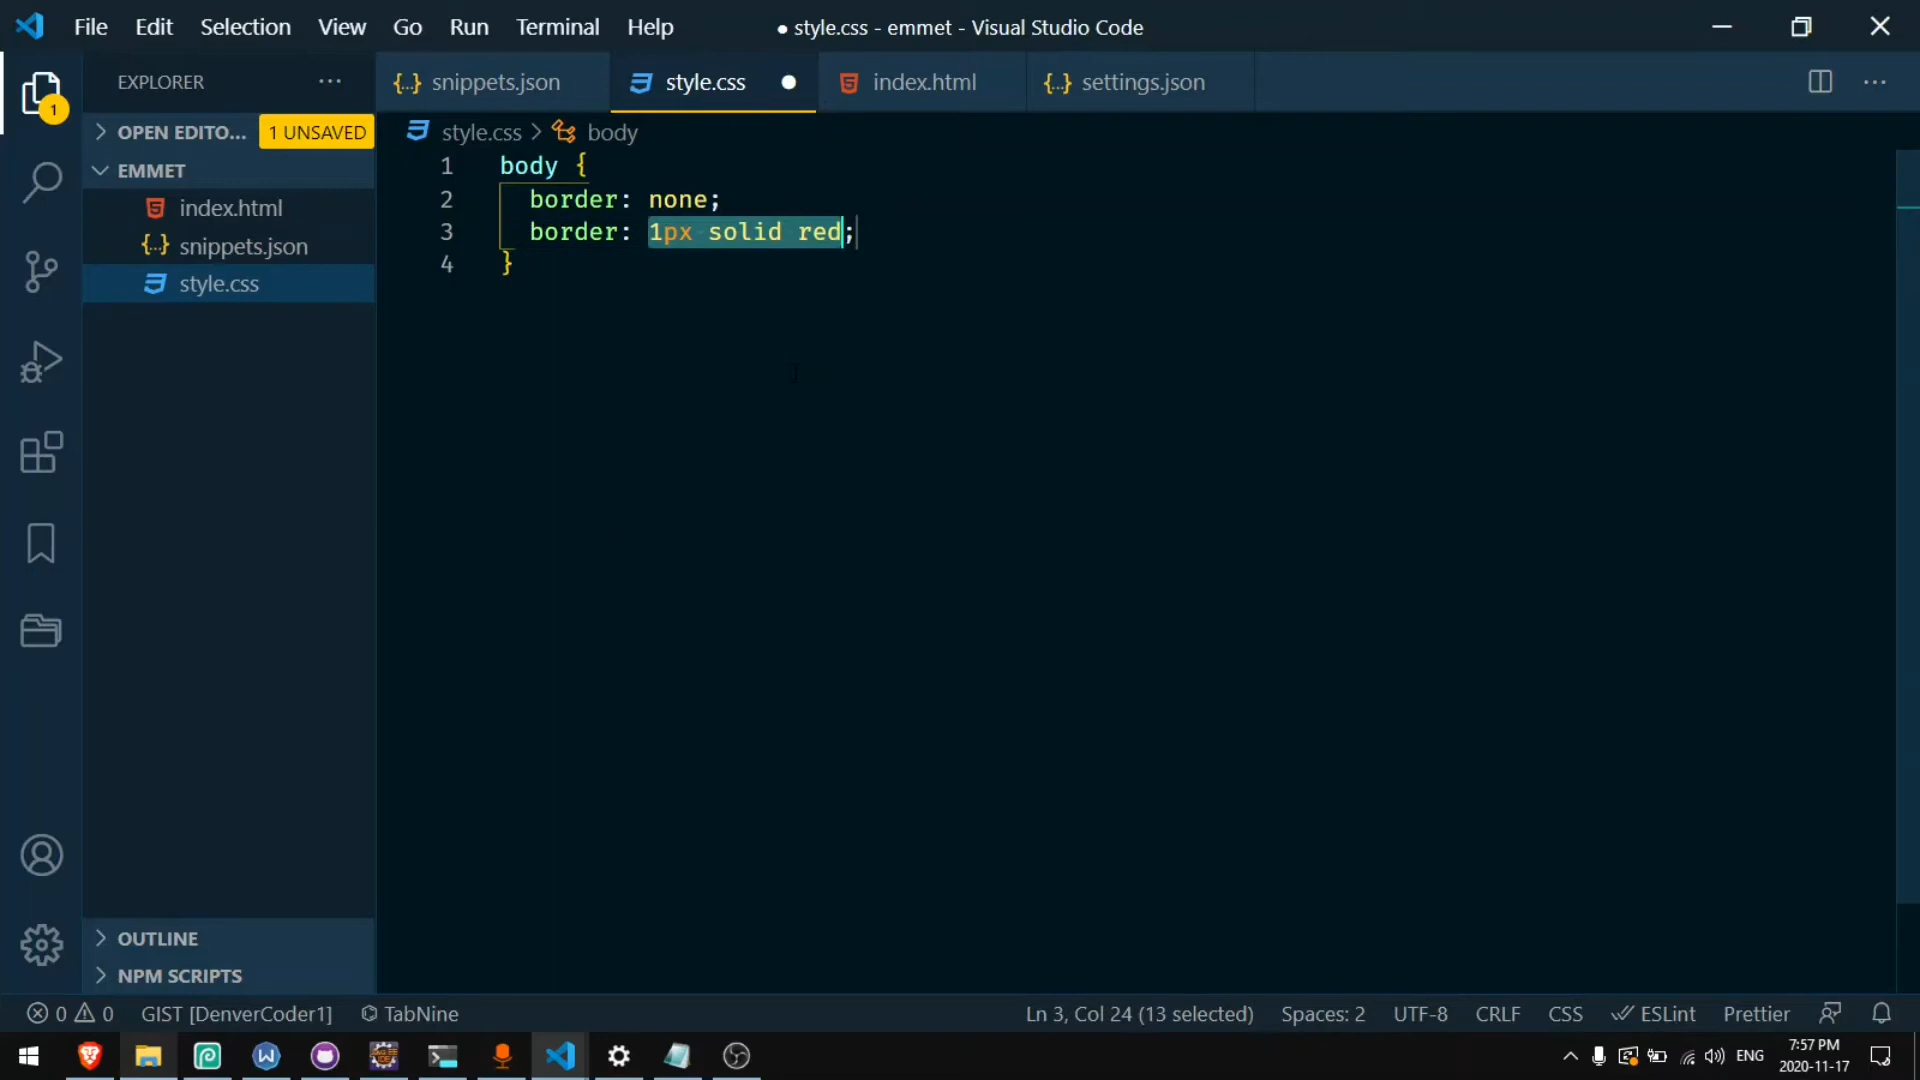 File Edit Selection View Go Run Terminal Help
● style.css - emmet - Visual Studio Code
EXPLORER ...
snippets.json
style.css
index.html
settings.json
OPEN EDITO... 1 UNSAVED
EMMET
index.html
snippets.json
style.css
style.css > body
1 body {
2 border: none;
3 border: 1px solid red;
4 }
OUTLINE
NPM SCRIPTS
0 0 GIST [DenverCoder1] TabNine
Ln 3, Col 24 (13 selected) Spaces: 2 UTF-8 CRLF CSS ESLint Prettier
ENG
7:57 PM
2020-11-17
1